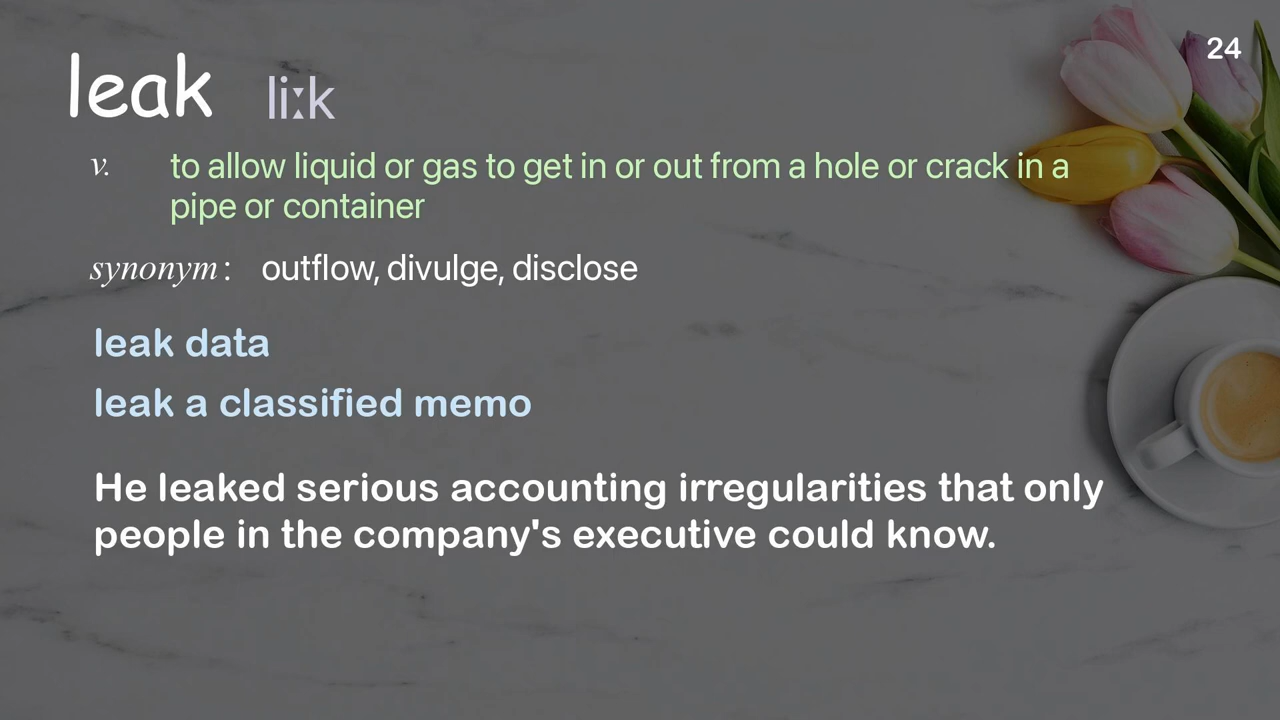 24
leak liːk
v. to allow liquid or gas to get in or out from a hole or crack in a
pipe or container
synonym : outflow, divulge, disclose
leak data
leak a classified memo
He leaked serious accounting irregularities that only
people in the company's executive could know.